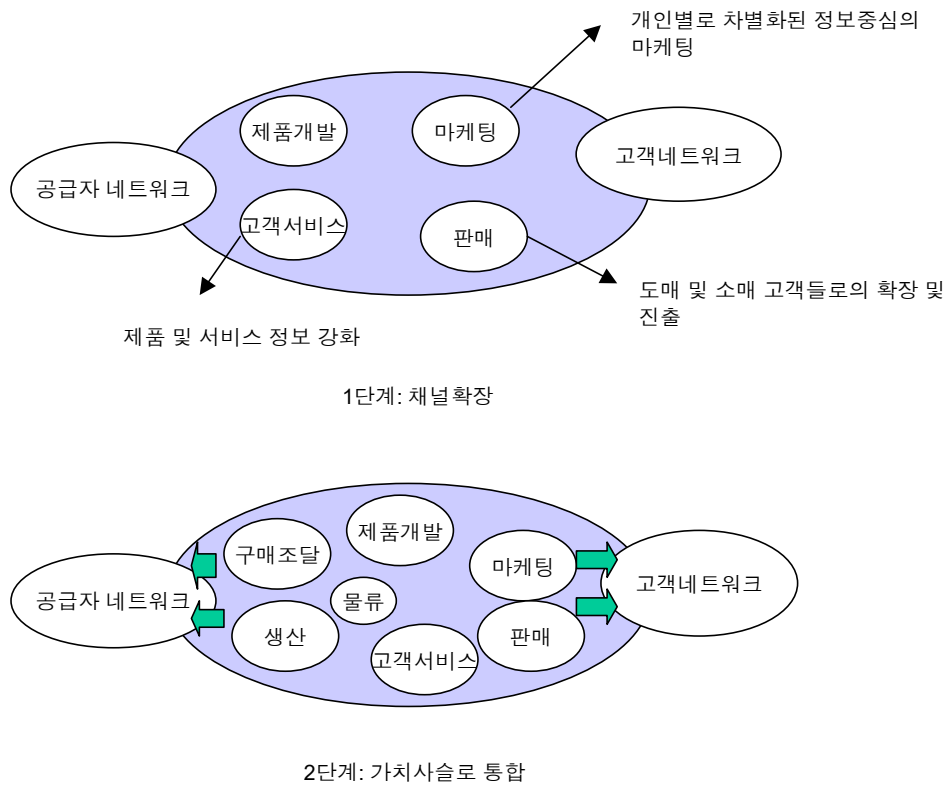 개인별로 차별화된 정보중심의
마케팅
제품개발
마케팅
고객네트워크
공급자 네트워크
고객서비스
판매
도매 및 소매 고객들로의 확장 및
진출
제품 및 서비스 정보 강화
1단계: 채널확장
제품개발
구매조달
마케팅
고객네트워크
공급자 네트워크
물류
생산
판매
고객서비스
2단계: 가치사슬로 통합